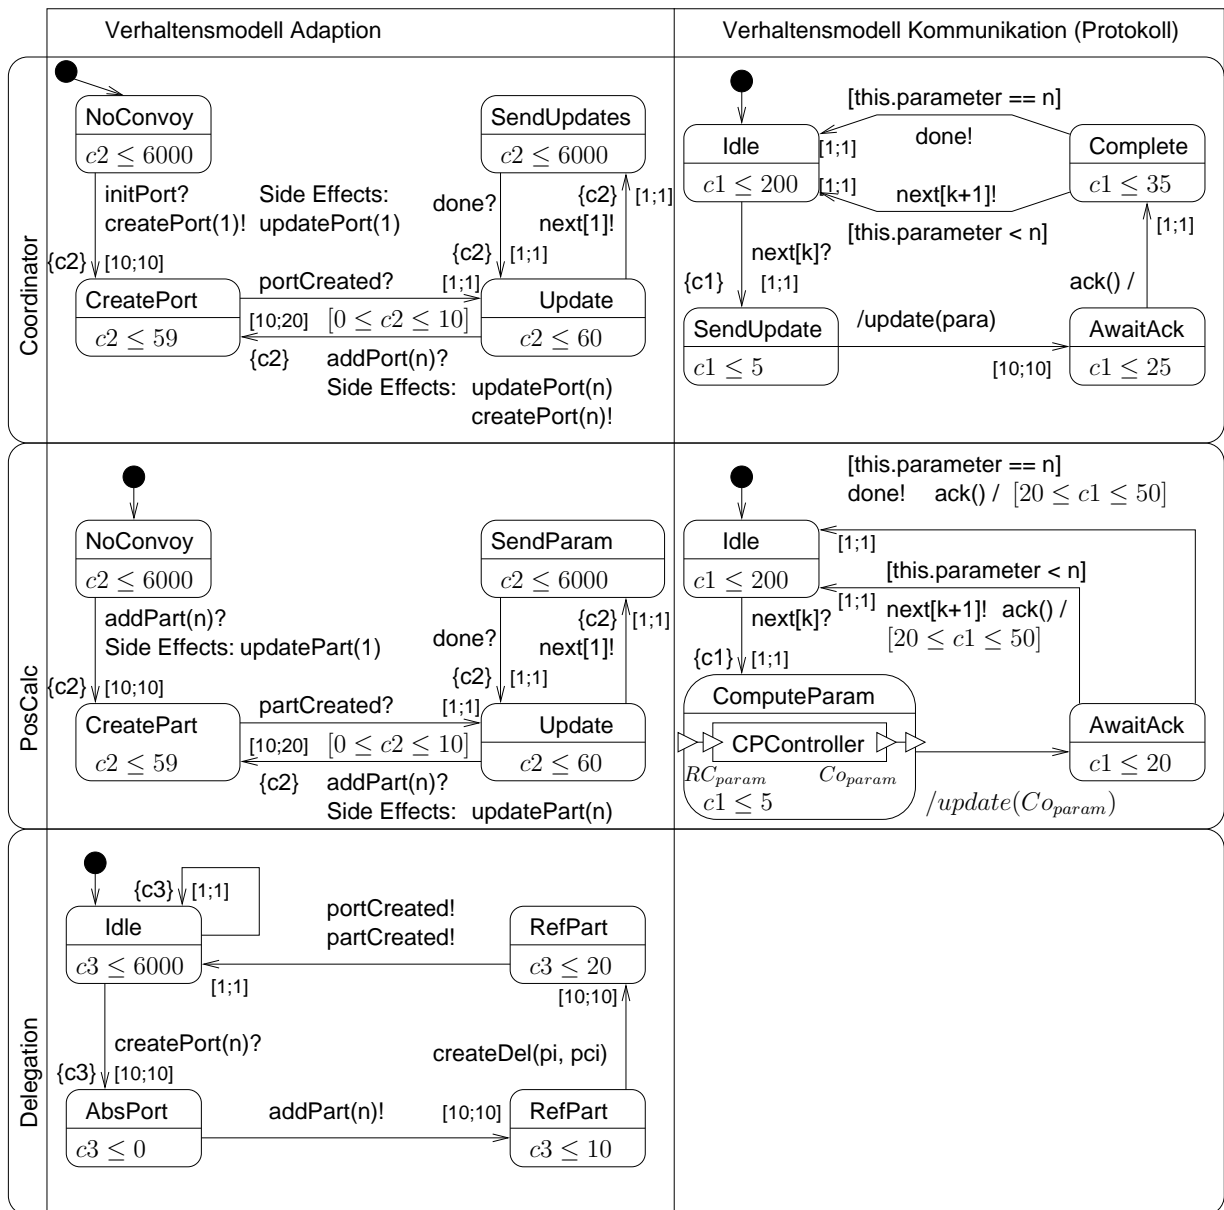 Verhaltensmodell Adaption
Verhaltensmodell Kommunikation (Protokoll)
Coordinator
NoConvoy
c2 ≤ 6000
SendUpdates
c2 ≤ 6000
initPort?
createPort(1)!
Side Effects:
updatePort(1)
done?
{c2}
[1;1]
next[1]!
{c2}
[10;10]
{c2}
[1;1]
CreatePort
c2 ≤ 59
portCreated?
[1;1]
[10;20]
[0 ≤ c2 ≤ 10]
{c2}
addPort(n)?
Side Effects:
updatePort(n)
createPort(n)!
Update
c2 ≤ 60
[this.parameter == n]
done!
Idle
c1 ≤ 200
[1;1]
[1;1]
next[k+1]!
[this.parameter < n]
Complete
c1 ≤ 35
[1;1]
next[k]?
{c1}
[1;1]
ack() /
SendUpdate
c1 ≤ 5
/update(para)
[10;10]
AwaitAck
c1 ≤ 25
PosCalc
NoConvoy
c2 ≤ 6000
SendParam
c2 ≤ 6000
addPart(n)?
Side Effects: updatePart(1)
done?
{c2}
[1;1]
next[1]!
{c2}
[10;10]
{c2}
[1;1]
CreatePart
c2 ≤ 59
partCreated?
[1;1]
[10;20]
[0 ≤ c2 ≤ 10]
{c2}
addPart(n)?
Side Effects:
updatePart(n)
Update
c2 ≤ 60
[this.parameter == n]
done!
ack() /
[20 ≤ c1 ≤ 50]
Idle
c1 ≤ 200
[1;1]
[this.parameter < n]
[1;1]
next[k+1]!
ack() /
[20 ≤ c1 ≤ 50]
next[k]?
{c1}
[1;1]
ComputeParam
CPController
RCparam
Coparam
c1 ≤ 5
/update(Coparam)
AwaitAck
c1 ≤ 20
Delegation
{c3}
[1;1]
Idle
c3 ≤ 6000
portCreated!
partCreated!
[1;1]
RefPart
c3 ≤ 20
[10;10]
createPort(n)?
{c3}
[10;10]
createDel(pi, pci)
AbsPort
c3 ≤ 0
addPart(n)!
[10;10]
RefPart
c3 ≤ 10